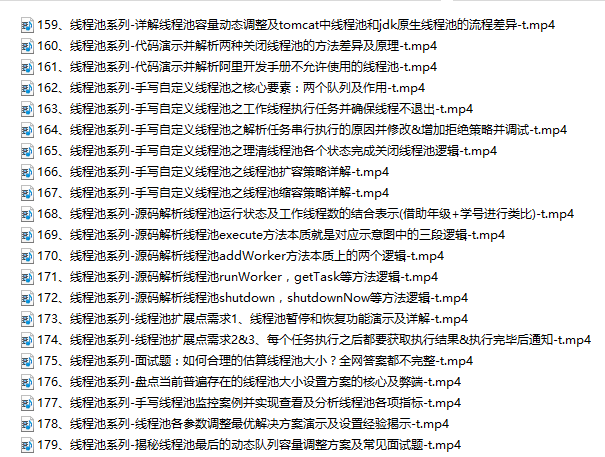 159、线程池系列-详解线程池容量动态调整及tomcat中线程池和jdk原生线程池的流程差异-t.mp4
160、线程池系列-代码演示并解析两种关闭线程池的方法差异及原理-t.mp4
161、线程池系列-代码演示并解析阿里开发手册不允许使用的线程池-t.mp4
162、线程池系列-手写自定义线程池之核心要素：两个队列及作用-t.mp4
163、线程池系列-手写自定义线程池之工作线程执行任务并确保线程不退出-t.mp4
164、线程池系列-手写自定义线程池之解析任务串行执行的原因并修改&增加拒绝策略并调试-t.mp4
165、线程池系列-手写自定义线程池之理清线程池各个状态完成关闭线程池逻辑-t.mp4
166、线程池系列-手写自定义线程池之线程池扩容策略详解-t.mp4
167、线程池系列-手写自定义线程池之线程池缩容策略详解-t.mp4
168、线程池系列-源码解析线程池运行状态及工作线程数的结合表示(借助年级+学号进行类比)-t.mp4
169、线程池系列-源码解析线程池execute方法本质就是对应示意图中的三段逻辑-t.mp4
170、线程池系列-源码解析线程池addWorker方法本质上的两个逻辑-t.mp4
171、线程池系列-源码解析线程池runWorker，getTask等方法逻辑-t.mp4
172、线程池系列-源码解析线程池shutdown，shutdownNow等方法逻辑-t.mp4
173、线程池系列-线程池扩展点需求1、线程池暂停和恢复功能演示及详解-t.mp4
174、线程池系列-线程池扩展点需求2&3、每个任务执行之后都要获取执行结果&执行完毕后通知-t.mp4
175、线程池系列-面试题：如何合理的估算线程池大小？全网答案都不完整-t.mp4
176、线程池系列-盘点当前普遍存在的线程池大小设置方案的核心及弊端-t.mp4
177、线程池系列-手写线程池监控案例并实现查看及分析线程池各项指标-t.mp4
178、线程池系列-线程池各参数调整最优解决方案演示及设置经验揭示-t.mp4
179、线程池系列-揭秘线程池最后的动态队列容量调整方案及常见面试题-t.mp4